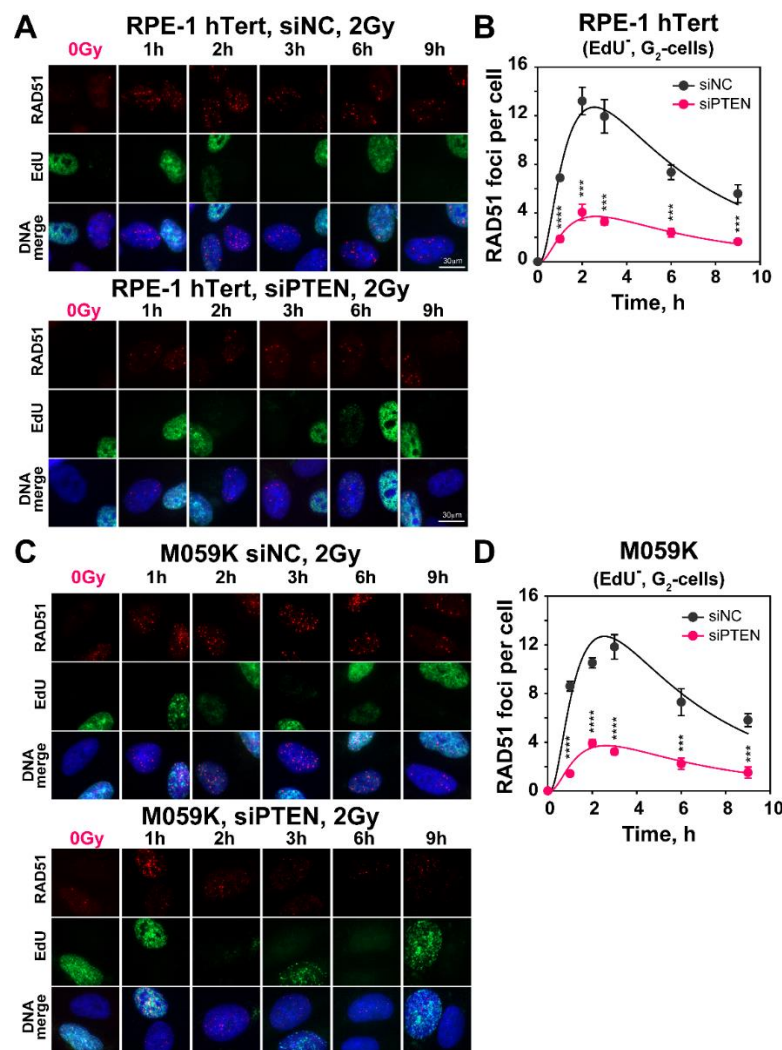 A
RPE-1 hTert, siNC, 2Gy
0Gy 1h 2h 3h 6h 9h
RAD51
EdU
DNA
merge
30μm
RPE-1 hTert, siPTEN, 2Gy
0Gy 1h 2h 3h 6h 9h
RAD51
EdU
DNA
merge
30μm
B
RPE-1 hTert
(EdU⁻, G₂-cells)
16
12
8
4
0
RAD51 foci per cell
siNC
siPTEN
****
***
***
***
***
0 2 4 6 8 10
Time, h
C
M059K siNC, 2Gy
0Gy 1h 2h 3h 6h 9h
RAD51
EdU
DNA
merge
M059K, siPTEN, 2Gy
0Gy 1h 2h 3h 6h 9h
RAD51
EdU
DNA
merge
D
M059K
(EdU⁻, G₂-cells)
16
12
8
4
0
RAD51 foci per cell
siNC
siPTEN
****
****
****
***
***
0 2 4 6 8 10
Time, h